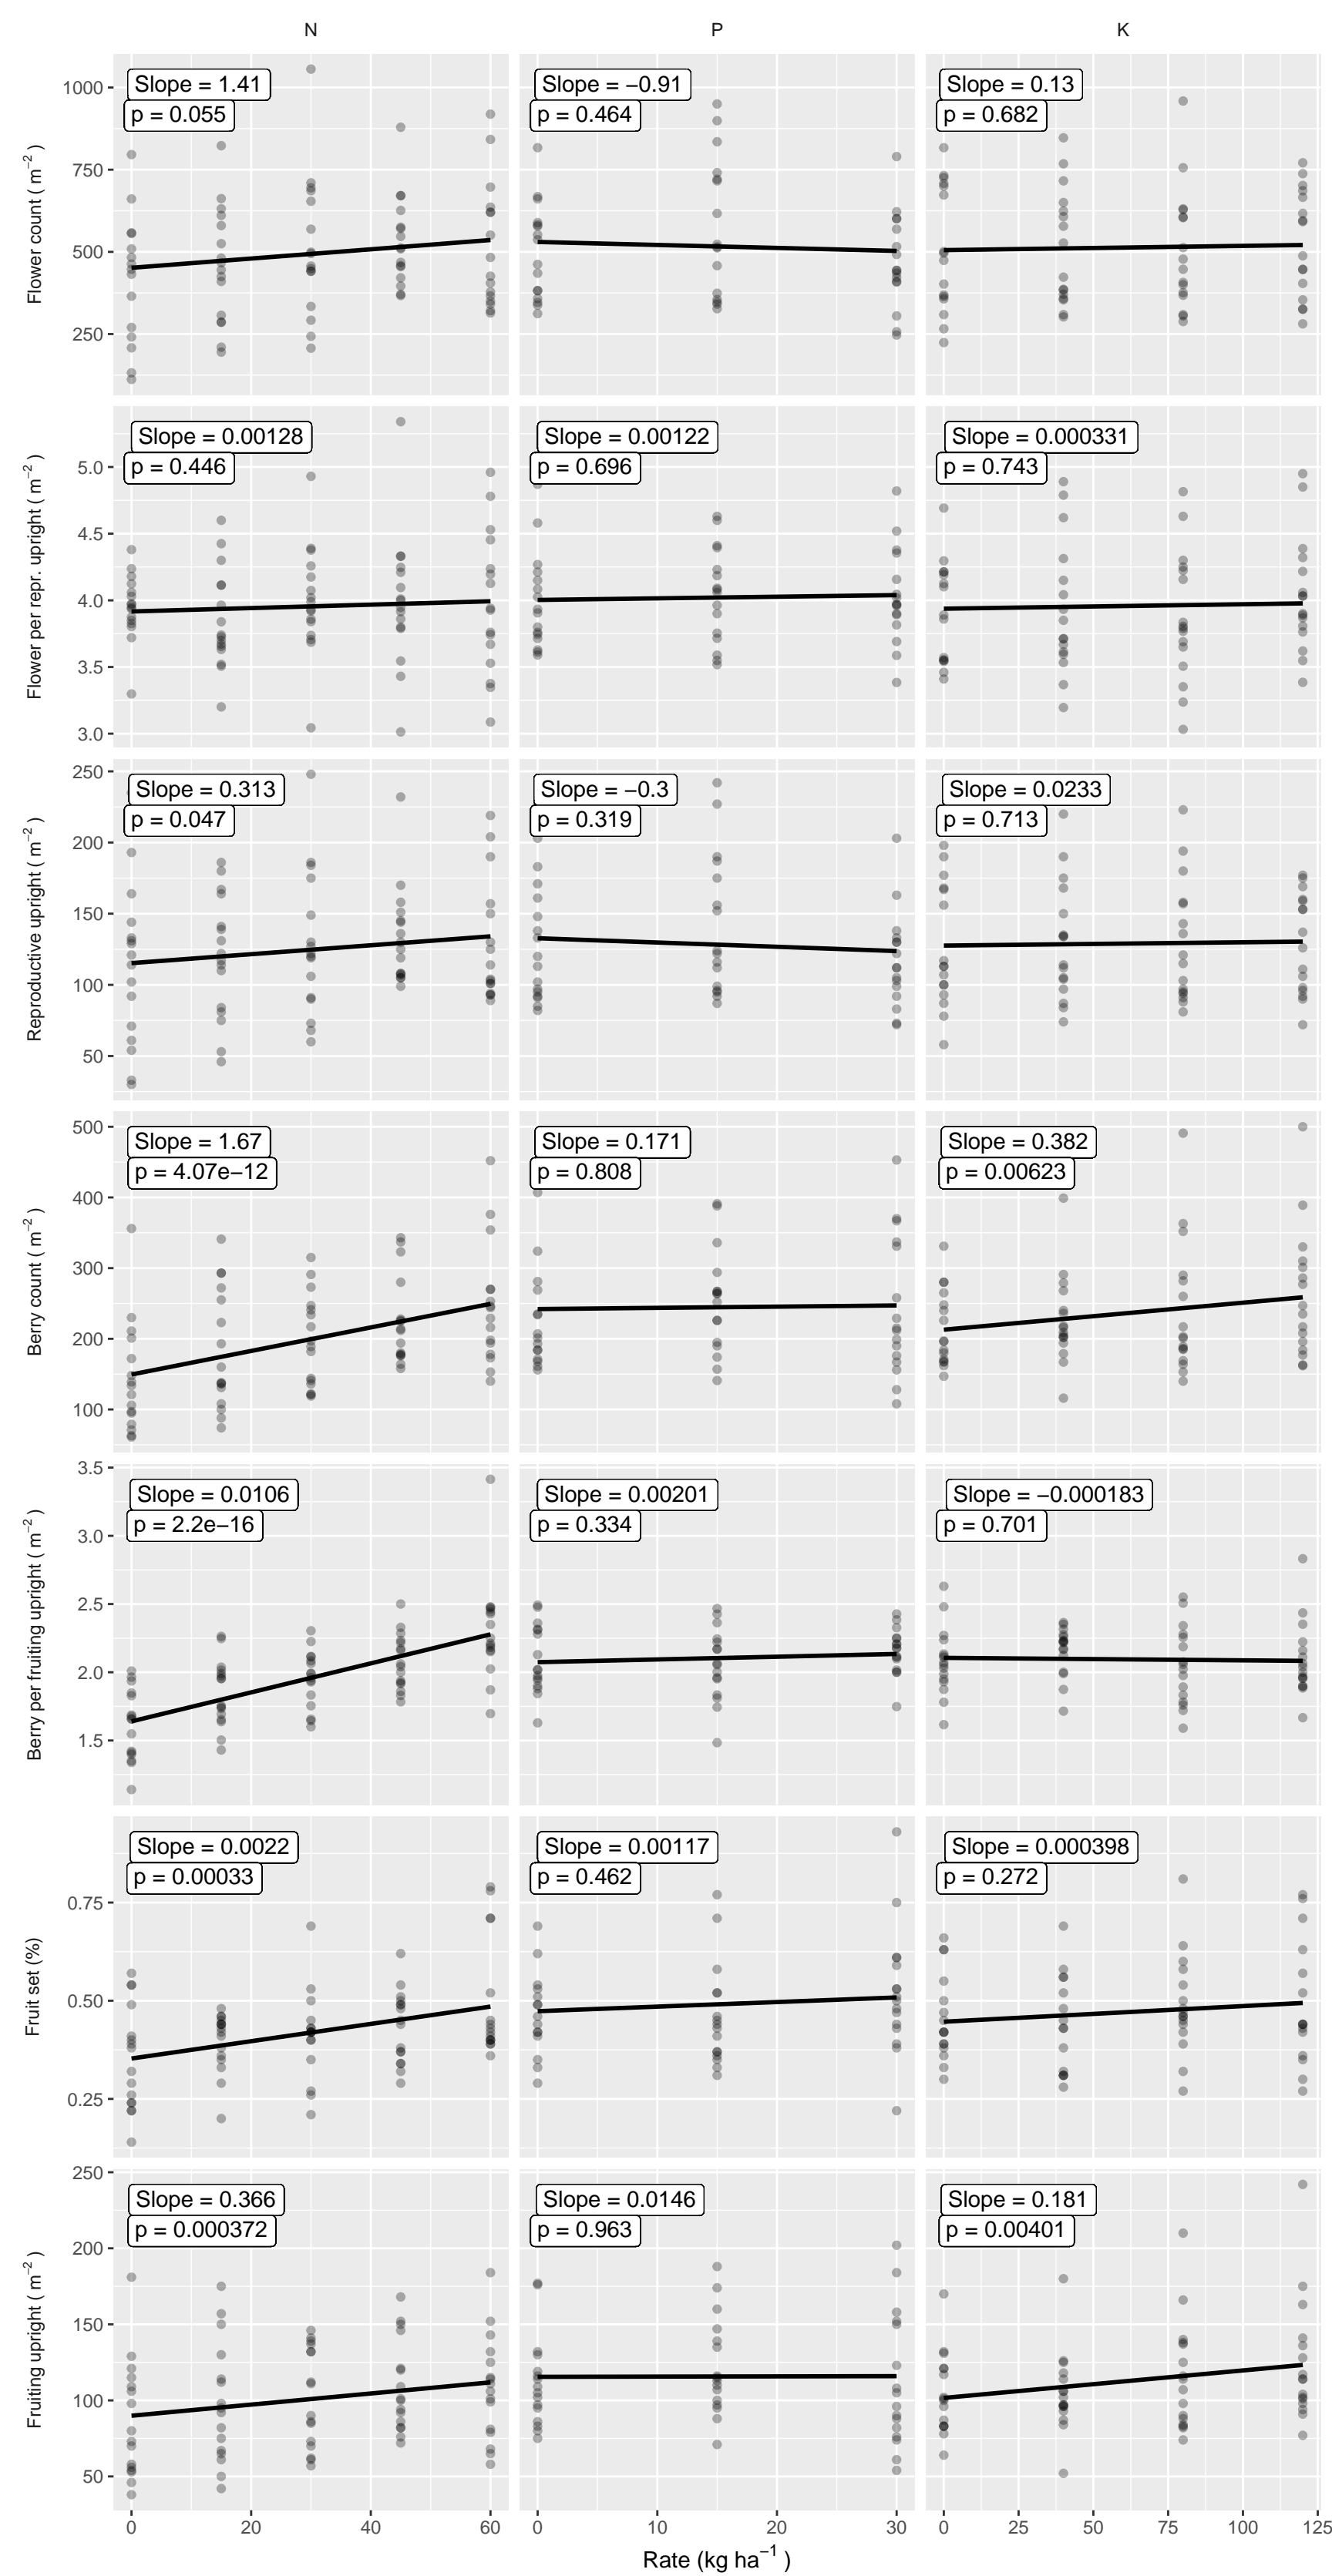 N P K
Flower count ( m−2 )
1000
750
500
250
Slope = 1.41
p = 0.055
Slope = −0.91
p = 0.464
Slope = 0.13
p = 0.682
Flower per repr. upright ( m−2 )
5.0
4.5
4.0
3.5
3.0
Slope = 0.00128
p = 0.446
Slope = 0.00122
p = 0.696
Slope = 0.000331
p = 0.743
Reproductive upright ( m−2 )
250
200
150
100
50
Slope = 0.313
p = 0.047
Slope = −0.3
p = 0.319
Slope = 0.0233
p = 0.713
Berry count ( m−2 )
500
400
300
200
100
Slope = 1.67
p = 4.07e−12
Slope = 0.171
p = 0.808
Slope = 0.382
p = 0.00623
Berry per fruiting upright ( m−2 )
3.5
3.0
2.5
2.0
1.5
Slope = 0.0106
p = 2.2e−16
Slope = 0.00201
p = 0.334
Slope = −0.000183
p = 0.701
Fruit set (%)
0.75
0.50
0.25
Slope = 0.0022
p = 0.00033
Slope = 0.00117
p = 0.462
Slope = 0.000398
p = 0.272
Fruiting upright ( m−2 )
250
200
150
100
50
Slope = 0.366
p = 0.000372
Slope = 0.0146
p = 0.963
Slope = 0.181
p = 0.00401
0 20 40 60 0 10 20 30 0 25 50 75 100 125
Rate (kg ha−1 )